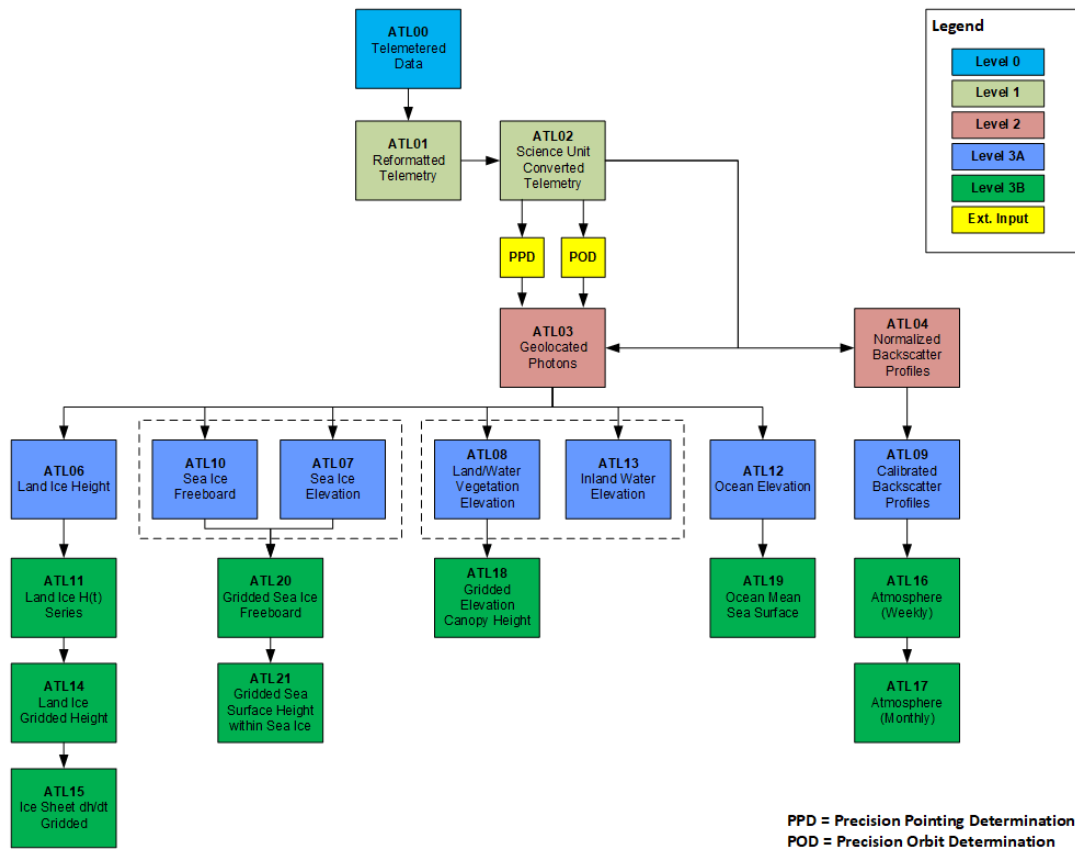 ATL00
Telemetered
Data
Legend
Level 0
Level 1
Level 2
Level 3A
Level 3B
Ext. Input
ATL01
Reformatted
Telemetry
ATL02
Science Unit
Converted
Telemetry
PPD
POD
ATL03
Geolocated
Photons
ATL04
Normalized
Backscatter
Profiles
ATL06
Land Ice Height
ATL10
Sea Ice
Freeboard
ATL07
Sea Ice
Elevation
ATL08
Land/Water
Vegetation
Elevation
ATL13
Inland Water
Elevation
ATL12
Ocean Elevation
ATL09
Calibrated
Backscatter
Profiles
ATL11
Land Ice H(t)
Series
ATL20
Gridded Sea Ice
Freeboard
ATL18
Gridded
Elevation
Canopy Height
ATL19
Ocean Mean
Sea Surface
ATL16
Atmosphere
(Weekly)
ATL14
Land Ice
Gridded Height
ATL21
Gridded Sea
Surface Height
within Sea Ice
ATL17
Atmosphere
(Monthly)
ATL15
Ice Sheet dh/dt
Gridded
PPD = Precision Pointing Determination
POD = Precision Orbit Determination